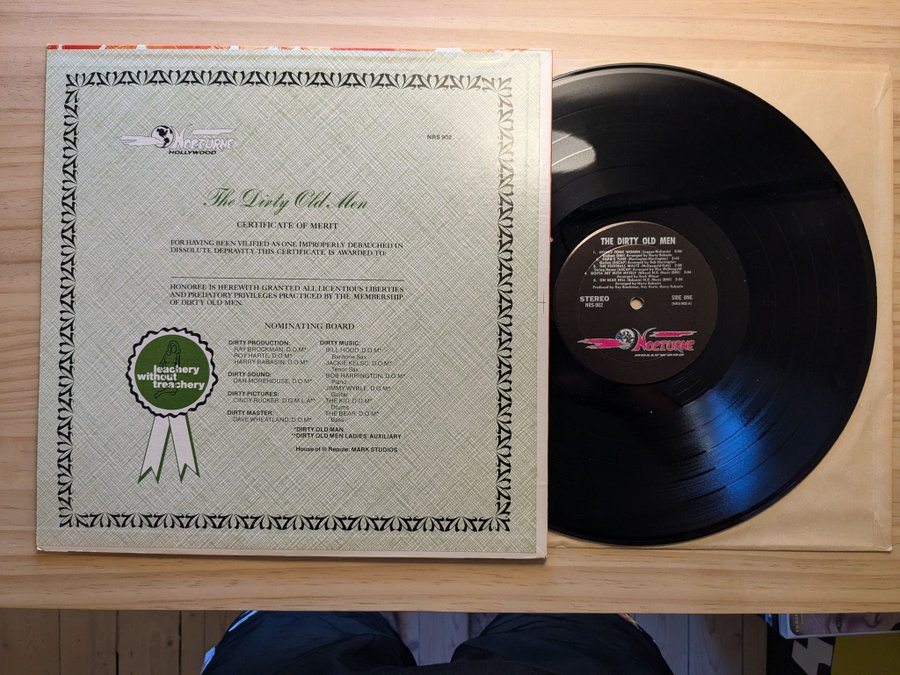 Nocturne
HOLLYWOOD
NRS 902
The Dirty Old Men
CERTIFICATE OF MERIT
FOR HAVING BEEN VILIFIED AS ONE IMPROPERLY DEBAUCHED IN
DISSOLUTE DEPRAVITY THIS CERTIFICATE IS AWARDED TO:
HONOREE IS HEREWITH GRANTED ALL LICENTIOUS LIBERTIES
AND PREDATORY PRIVILEGES PRACTICED BY THE MEMBERSHIP
OF DIRTY OLD MEN.
NOMINATING BOARD
DIRTY PRODUCTION:
RAY BROCKMAN, D.O.M*
ROY HARTE, D.O.M*
HARRY BABASIN, D.O.M*
DIRTY SOUND:
DAN MOREHOUSE, D.O.M*
DIRTY PICTURES:
CINDY RUCKER, D.O.M.L.A**
DIRTY MASTER:
DAVE WHEATLAND, D.O.M*
DIRTY MUSIC:
BILL HOOD, D.O.M*
Baritone Sax
JACKIE KELSO, D.O.M*
Tenor Sax
BOB HARRINGTON, D.O.M*
Piano
JIMMY WYBLE, D.O.M*
Guitar
THE KID, D.O.M*
Drums
THE BEAR, D.O.M*
Bass
*DIRTY OLD MAN
**DIRTY OLD MEN LADIES' AUXILIARY
House of Ill Repute: MARK STUDIOS
leachery
without
treachery
THE DIRTY OLD MEN
STEREO
NRS-902
SIDE ONE
(NRS-902-A)
Nocturne
HOLLYWOOD